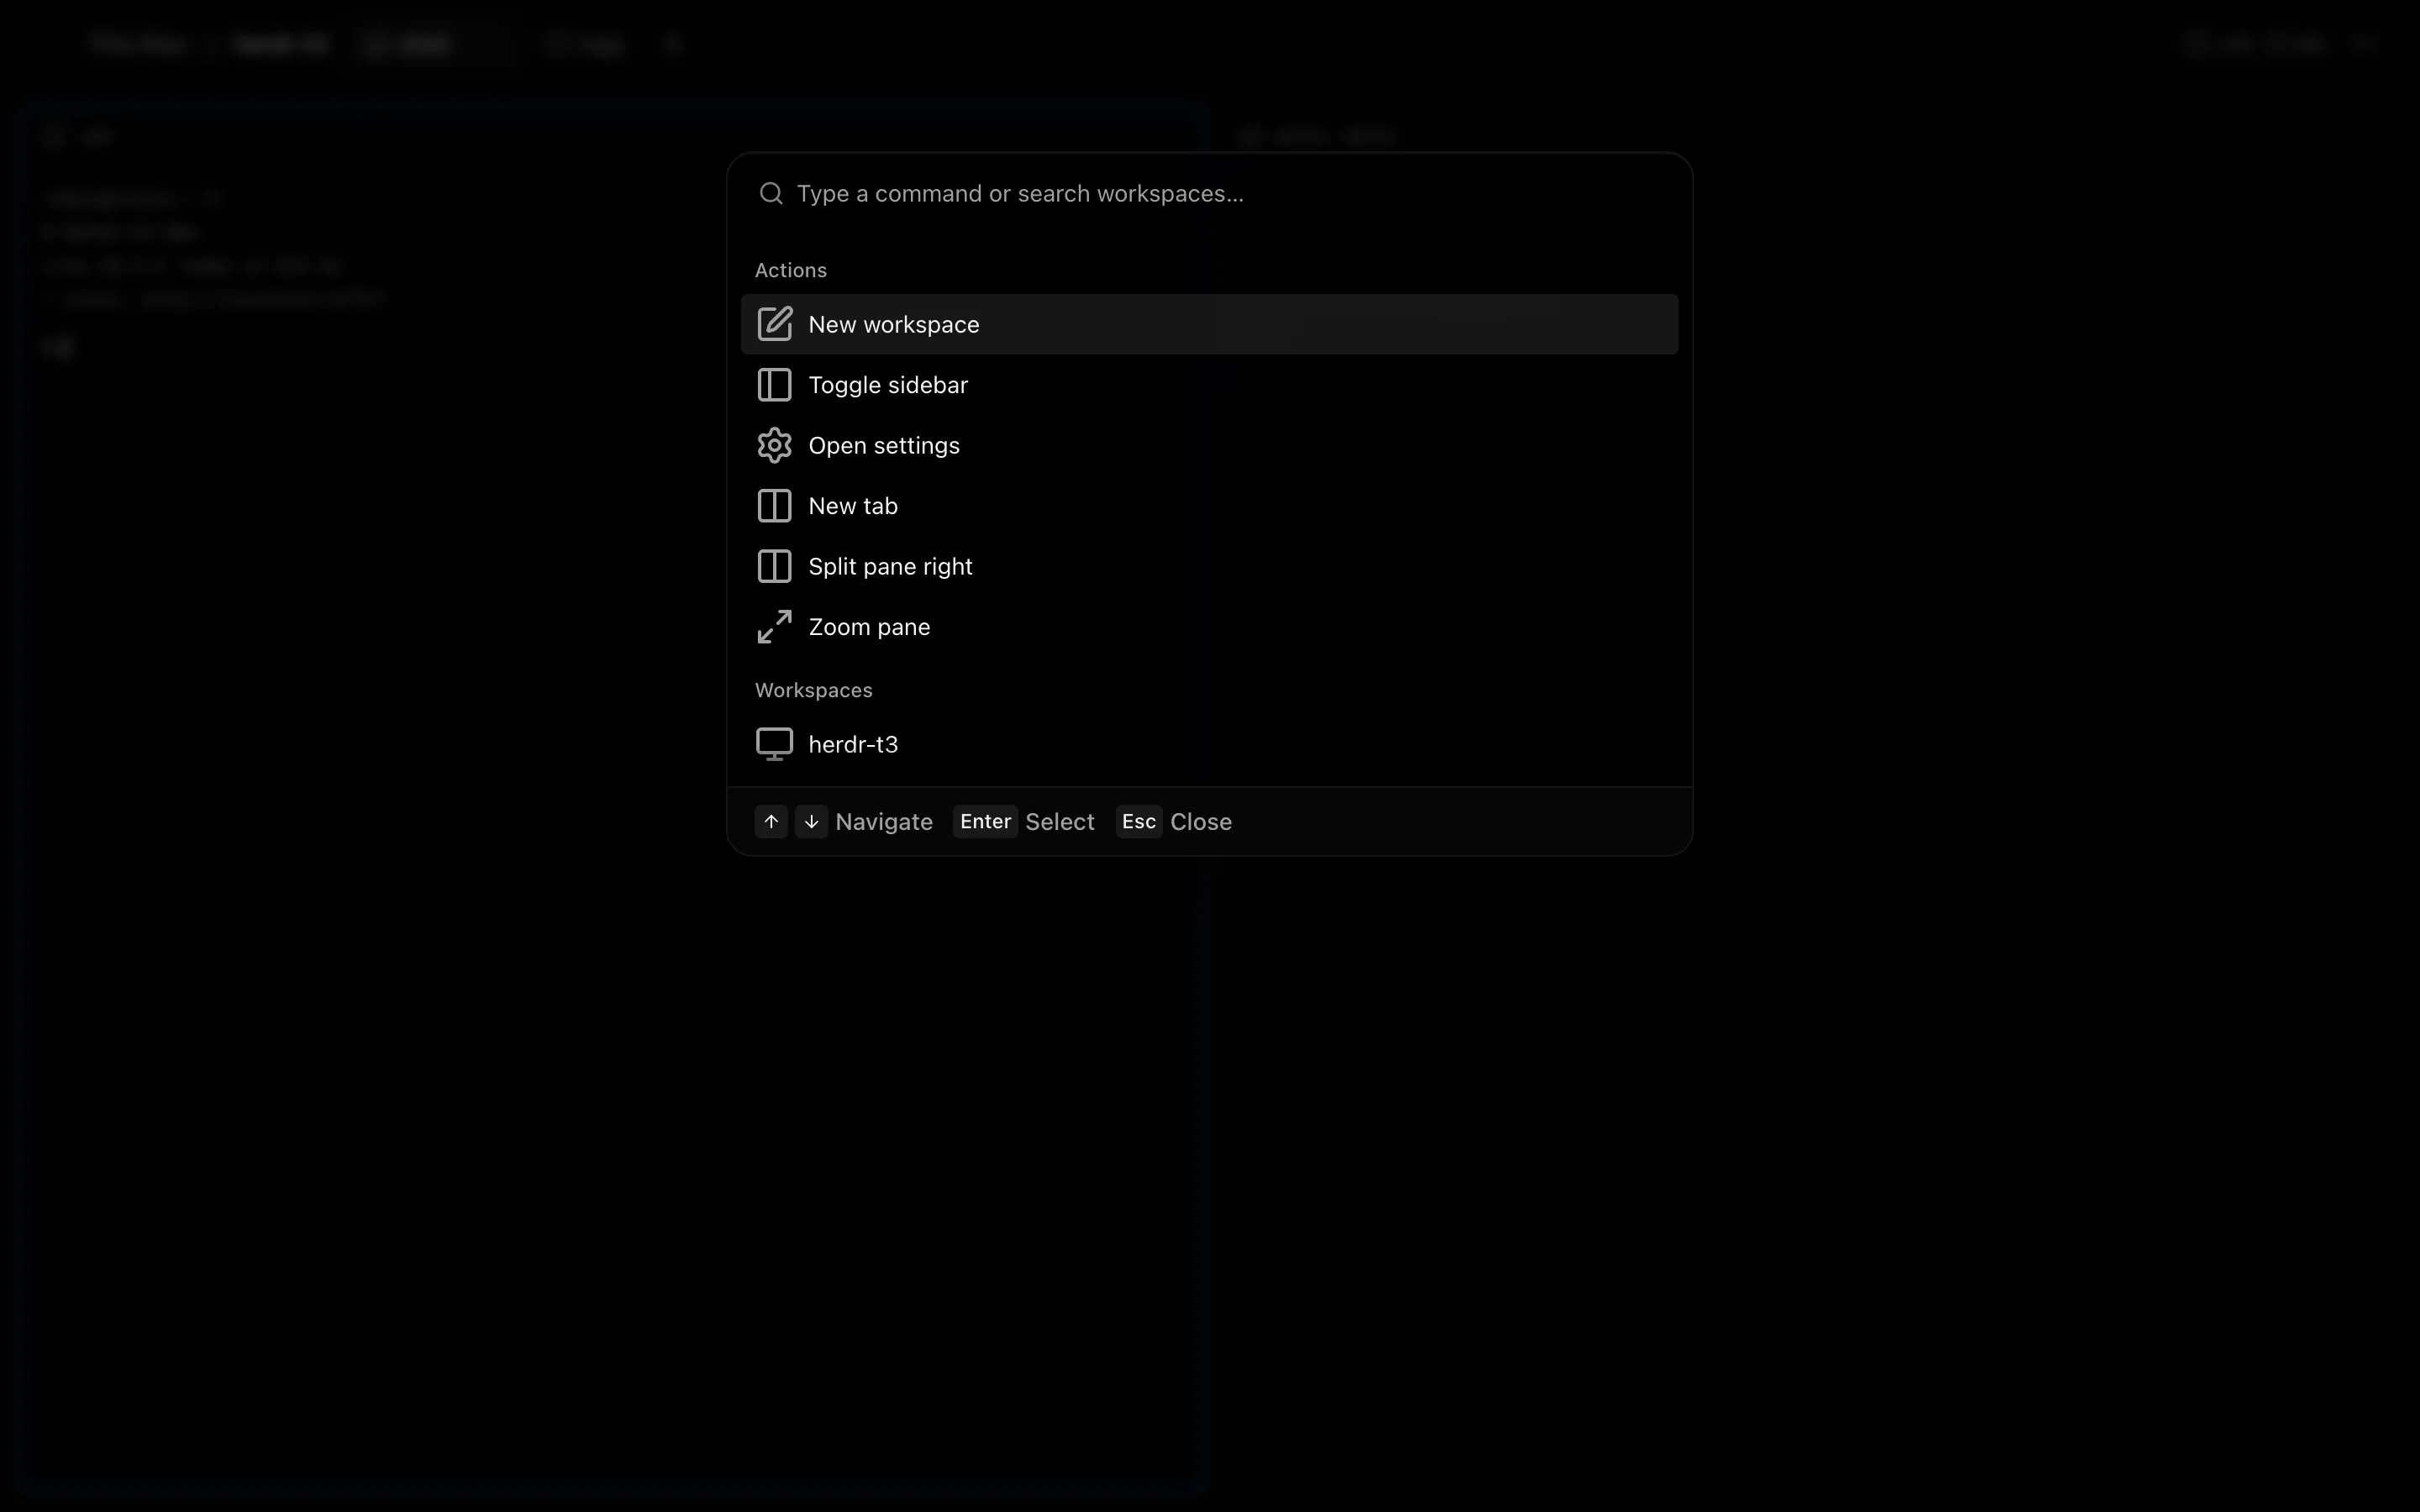 Type a command or search workspaces...
Actions
New workspace
Toggle sidebar
Open settings
New tab
Split pane right
Zoom pane
Workspaces
herdr-t3
↑ ↓ Navigate Enter Select Esc Close